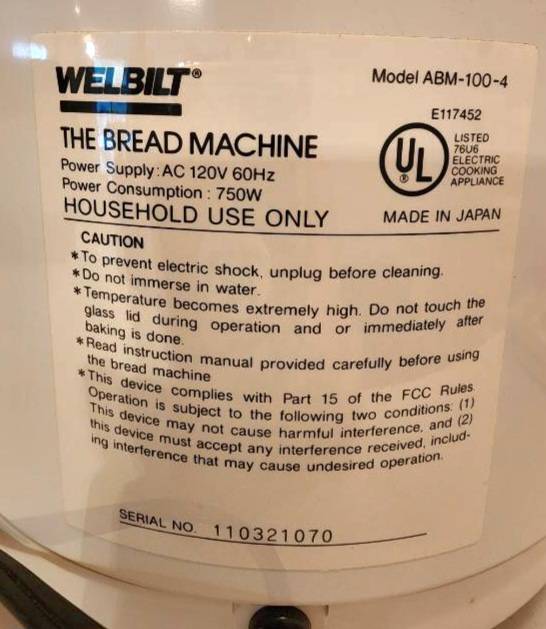 WELBILT®
Model ABM-100-4
E117452
UL
®
LISTED
76U6
ELECTRIC
COOKING
APPLIANCE
THE BREAD MACHINE
Power Supply: AC 120V 60Hz
Power Consumption : 750W
HOUSEHOLD USE ONLY
MADE IN JAPAN
CAUTION
*To prevent electric shock, unplug before cleaning.
*Do not immerse in water.
*Temperature becomes extremely high. Do not touch the
glass lid during operation and or immediately after
baking is done.
*Read instruction manual provided carefully before using
the bread machine
*This device complies with Part 15 of the FCC Rules.
Operation is subject to the following two conditions: (1)
This device may not cause harmful interference, and (2)
this device must accept any interference received, includ-
ing interference that may cause undesired operation.
SERIAL NO. 110321070